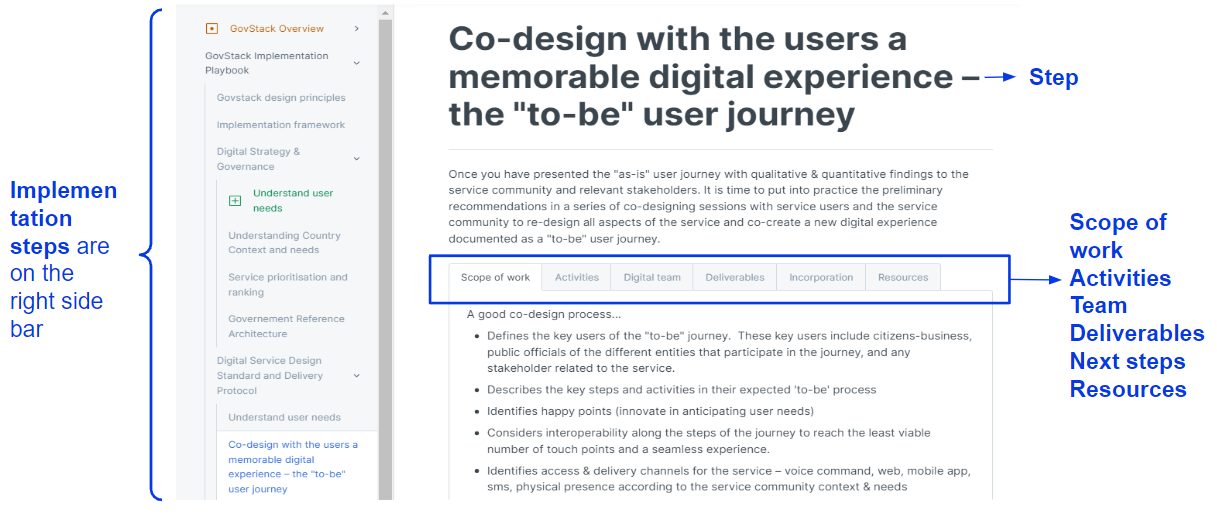 Implemen
tation
steps are
on the
right side
bar
GovStack Overview
GovStack Implementation
Playbook
Govstack design principles
Implementation framework
Digital Strategy &
Governance
Understand user
needs
Understanding Country
Context and needs
Service prioritisation and
ranking
Governement Reference
Architecture
Digital Service Design
Standard and Delivery
Protocol
Understand user needs
Co-design with the users a
memorable digital
experience – the "to-be"
user journey
Co-design with the users a
memorable digital experience –
the "to-be" user journey
Step
Once you have presented the "as-is" user journey with qualitative & quantitative findings to the
service community and relevant stakeholders. It is time to put into practice the preliminary
recommendations in a series of co-designing sessions with service users and the service
community to re-design all aspects of the service and co-create a new digital experience
documented as a "to-be" user journey.
Scope of work Activities Digital team Deliverables Incorporation Resources
A good co-design process...
• Defines the key users of the "to-be" journey. These key users include citizens-business,
public officials of the different entities that participate in the journey, and any
stakeholder related to the service.
• Describes the key steps and activities in their expected 'to-be' process
• Identifies happy points (innovate in anticipating user needs)
• Considers interoperability along the steps of the journey to reach the least viable
number of touch points and a seamless experience.
• Identifies access & delivery channels for the service – voice command, web, mobile app,
sms, physical presence according to the service community context & needs
Scope of
work
Activities
Team
Deliverables
Next steps
Resources